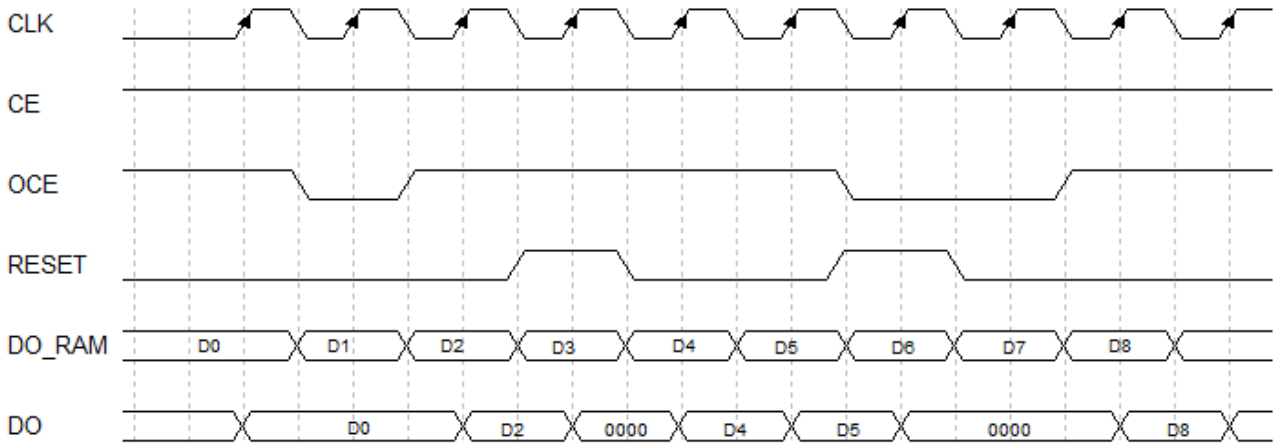 CLK
CE
OCE
RESET
DO_RAM D0 D1 D2 D3 D4 D5 D6 D7 D8
DO D0 D2 0000 D4 D5 0000 D8